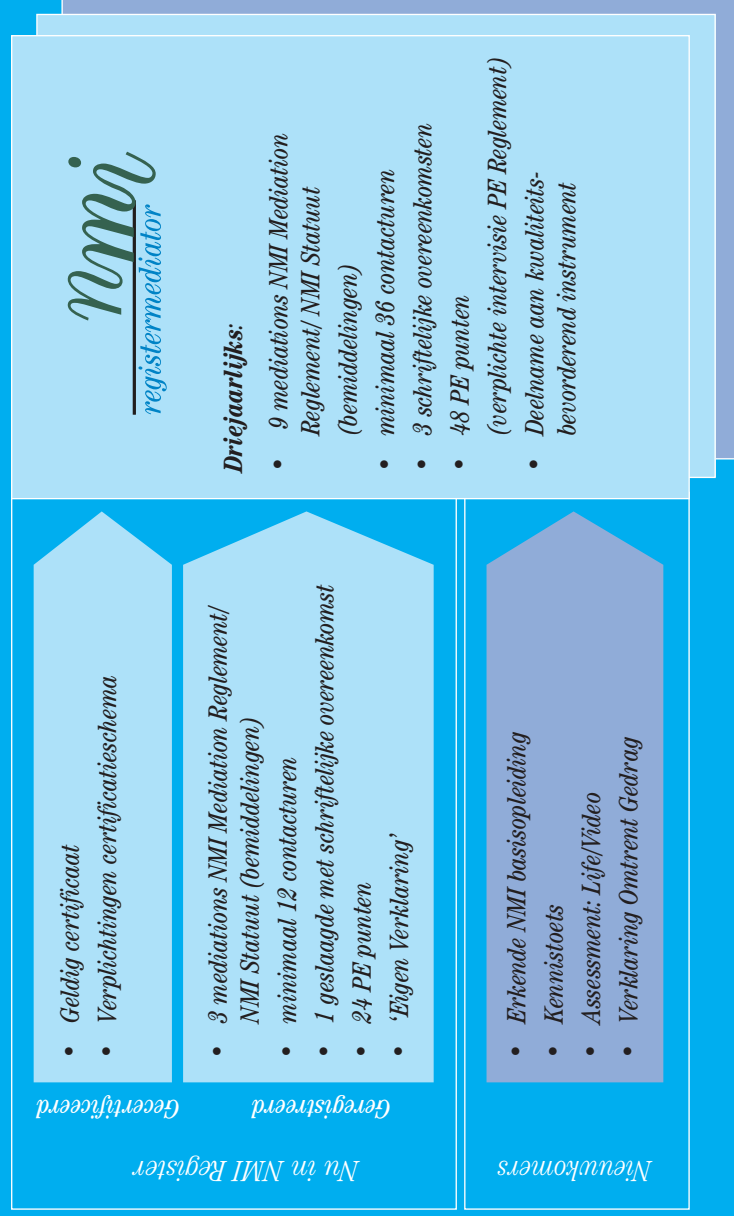 Nu in NMI Register
Gecertificeerd
• Geldig certificaat
• Verplichtingen certificatieschema
Geregistreerd
• 3 mediations NMI Mediation Reglement/
NMI Statuut (bemiddelingen)
• minimaal 12 contacturen
• 1 geslaagde met schriftelijke overeenkomst
• 24 PE punten
• ‘Eigen Verklaring’
Nieuwkomers
• Erkende NMI basisopleiding
• Kennistoets
• Assessment: Life/Video
• Verklaring Omtrent Gedrag
nmi
registermediator
Driejaarlijks:
• 9 mediations NMI Mediation
Reglement/ NMI Statuut
(bemiddelingen)
• minimaal 36 contacturen
• 3 schriftelijke overeenkomsten
• 48 PE punten
(verplichte intervisie PE Reglement)
• Deelname aan kwaliteits-
bevorderend instrument